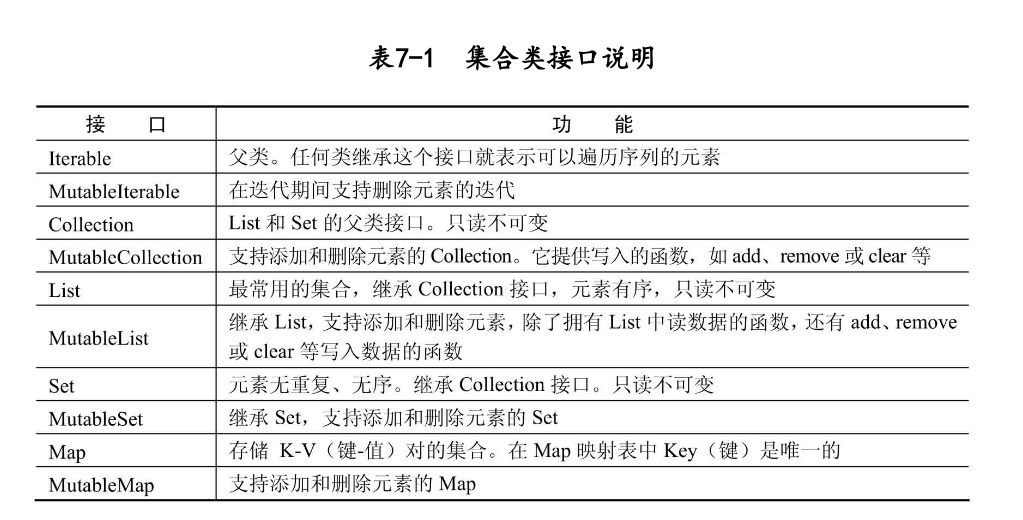 表7-1 集合类接口说明
接 口 功 能
Iterable 父类。任何类继承这个接口就表示可以遍历序列的元素
MutableIterable 在迭代期间支持删除元素的迭代
Collection List 和 Set 的父类接口。只读不可变
MutableCollection 支持添加和删除元素的 Collection。它提供写入的函数，如 add、remove 或 clear 等
List 最常用的集合，继承 Collection 接口，元素有序，只读不可变
MutableList 继承 List，支持添加和删除元素，除了拥有 List 中读数据的函数，还有 add、remove
或 clear 等写入数据的函数
Set 元素无重复、无序。继承 Collection 接口。只读不可变
MutableSet 继承 Set，支持添加和删除元素的 Set
Map 存储 K-V（键-值）对的集合。在 Map 映射表中 Key（键）是唯一的
MutableMap 支持添加和删除元素的 Map